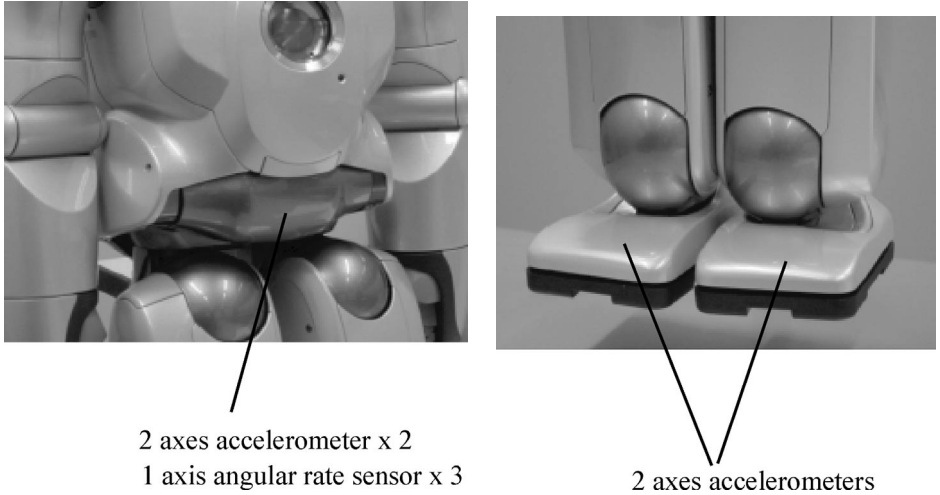 2 axes accelerometer x 2
1 axis angular rate sensor x 3
2 axes accelerometers